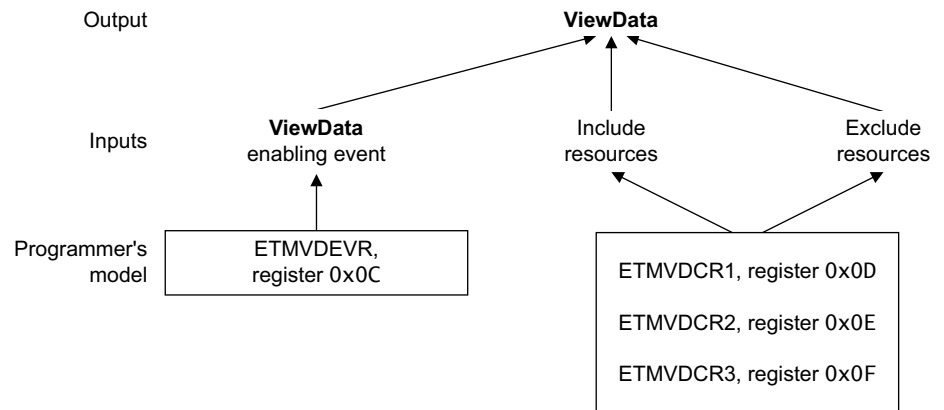 Output
ViewData
Inputs
ViewData
enabling event
Include
resources
Exclude
resources
Programmer's
model
ETMVDEVR,
register 0x0C
ETMVDCR1, register 0x0D
ETMVDCR2, register 0x0E
ETMVDCR3, register 0x0F